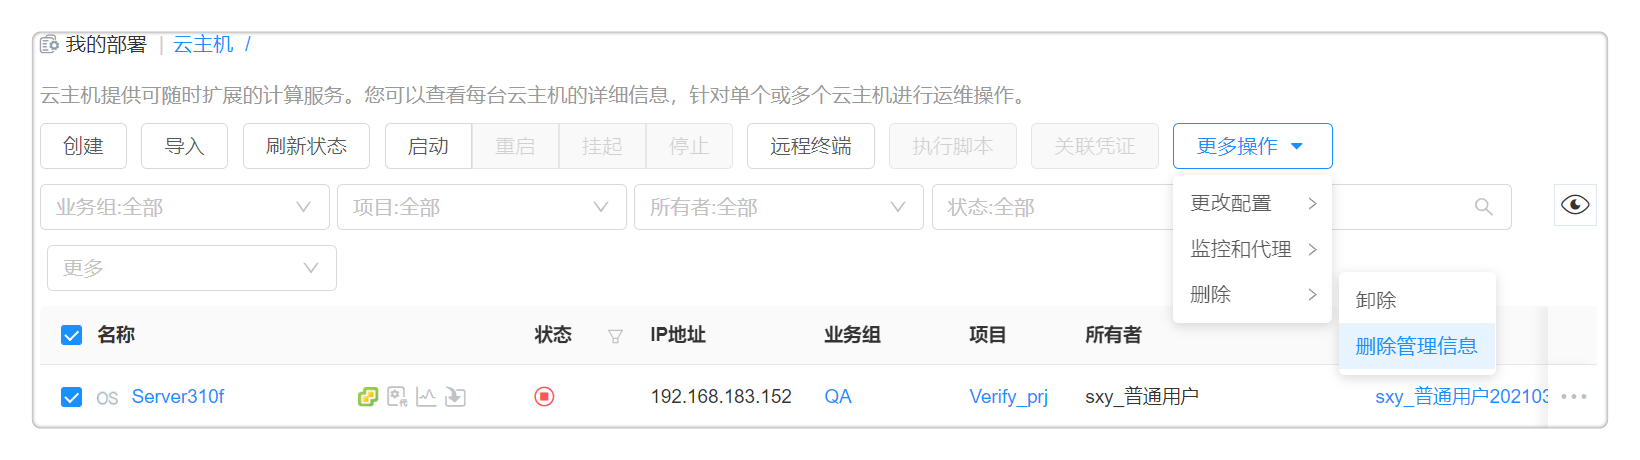 我的部署 | 云主机 /
云主机提供可随时扩展的计算服务。您可以查看每台云主机的详细信息，针对单个或多个云主机进行运维操作。
创建 导入 刷新状态 启动 重启 挂起 停止 远程终端 执行脚本 关联凭证 更多操作
业务组:全部 项目:全部 所有者:全部 状态:全部
更改配置
监控和代理
更多
删除
卸除
删除管理信息
名称 状态 IP地址 业务组 项目 所有者
OS Server310f 192.168.183.152 QA Verify_prj sxy_普通用户 sxy_普通用户202103